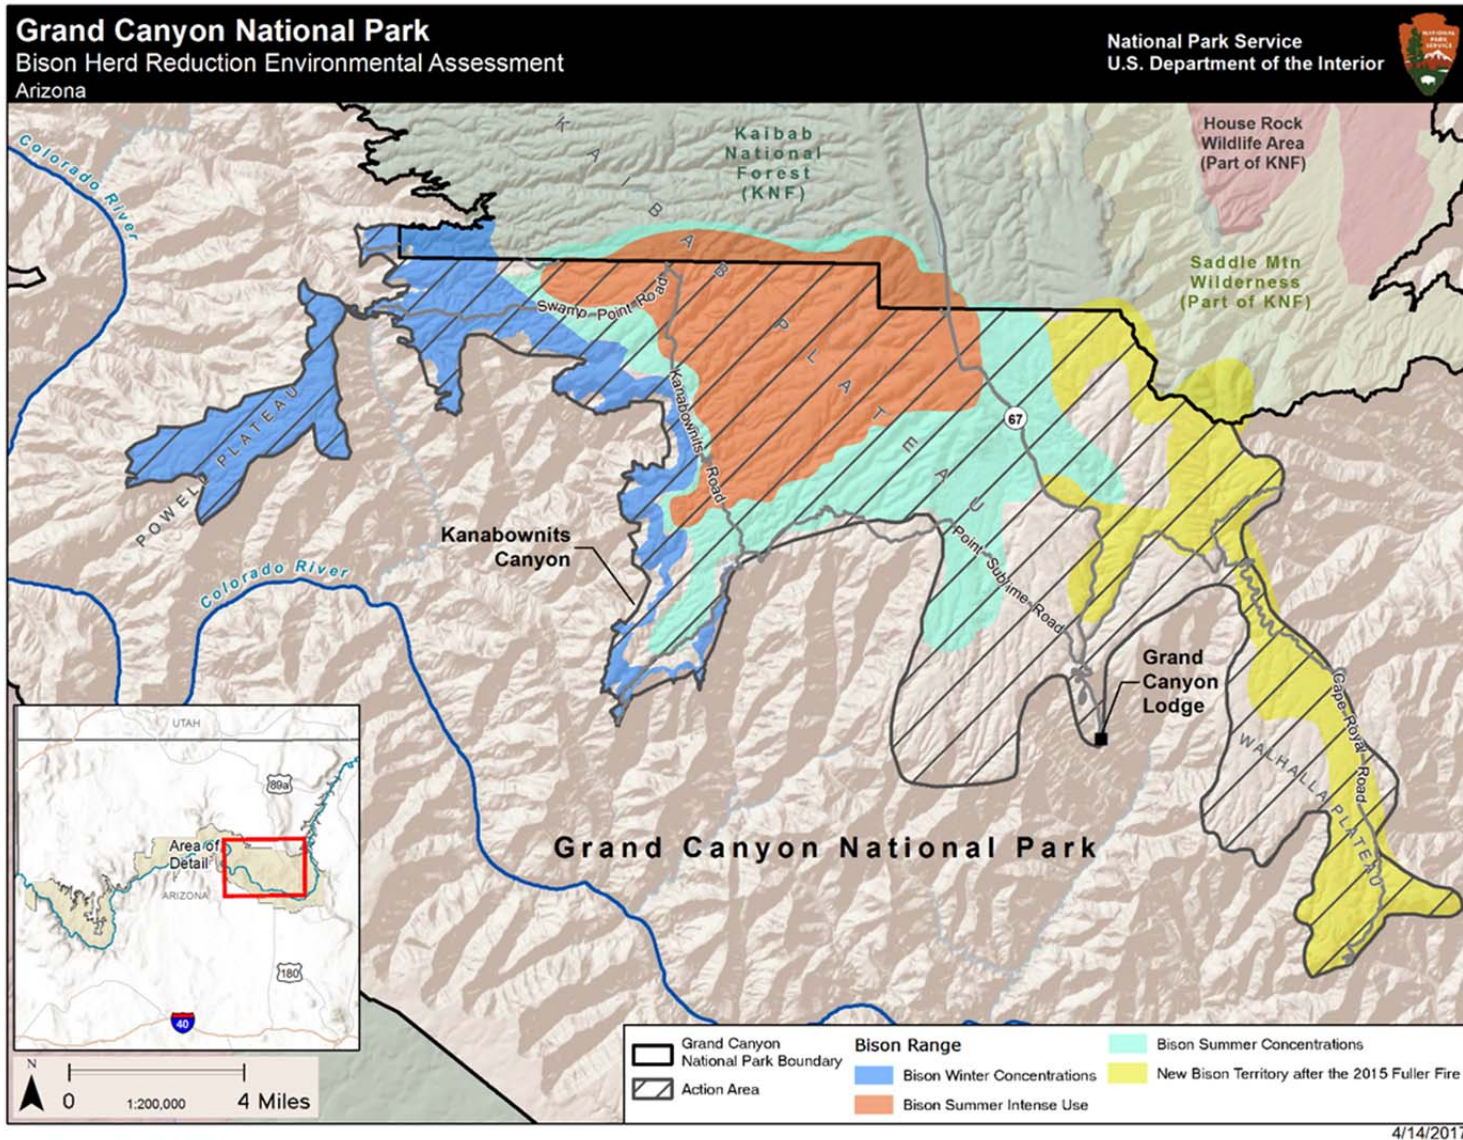 Grand Canyon National Park
Bison Herd Reduction Environmental Assessment
Arizona
National Park Service
U.S. Department of the Interior
NATIONAL
PARK
SERVICE
Colorado River
Kaibab
National
Forest
(KNF)
House Rock
Wildlife Area
(Part of KNF)
Saddle Mtn
Wilderness
(Part of KNF)
KAIBAB PLATEAU
Swamp Point Road
Kanabownits Road
67
POWELL PLATEAU
Kanabownits
Canyon
Colorado River
Point Sublime Road
Grand
Canyon
Lodge
Cape Royal Road
WALHALLA PLATEAU
Grand Canyon National Park
UTAH
89a
Area of
Detail
ARIZONA
180
40
N
0
1:200,000
4 Miles
Grand Canyon
National Park Boundary
Action Area
Bison Range
Bison Winter Concentrations
Bison Summer Intense Use
Bison Summer Concentrations
New Bison Territory after the 2015 Fuller Fire
4/14/2017